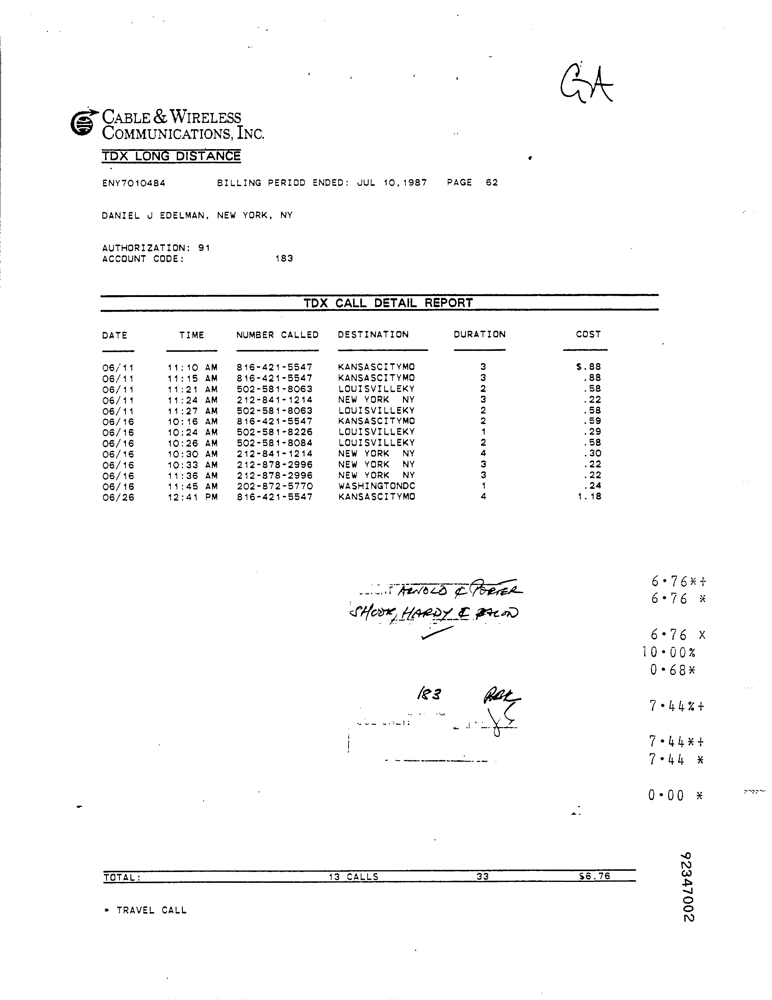 GA
CABLE & WIRELESS
COMMUNICATIONS, INC.
TDX LONG DISTANCE
ENY7010484 BILLING PERIOD ENDED: JUL 10,1987 PAGE 62
DANIEL J EDELMAN, NEW YORK, NY
AUTHORIZATION: 91
ACCOUNT CODE: 183
TDX CALL DETAIL REPORT
DATE TIME NUMBER CALLED DESTINATION DURATION COST
06/11 11:10 AM 816-421-5547 KANSASCITYMO 3 $.88
06/11 11:15 AM 816-421-5547 KANSASCITYMO 3 .88
06/11 11:21 AM 502-581-8063 LOUISVILLEKY 2 .58
06/11 11:24 AM 212-841-1214 NEW YORK NY 3 .22
06/11 11:27 AM 502-581-8063 LOUISVILLEKY 2 .58
06/16 10:16 AM 816-421-5547 KANSASCITYMO 2 .59
06/16 10:24 AM 502-581-8226 LOUISVILLEKY 1 .29
06/16 10:26 AM 502-581-8084 LOUISVILLEKY 2 .58
06/16 10:30 AM 212-841-1214 NEW YORK NY 4 .30
06/16 10:33 AM 212-878-2996 NEW YORK NY 3 .22
06/16 11:36 AM 212-878-2996 NEW YORK NY 3 .22
06/16 11:45 AM 202-872-5770 WASHINGTONDC 1 .24
06/26 12:41 PM 816-421-5547 KANSASCITYMO 4 1.18
6·76*+
ARNOLD & PORTER
6·76 *
SHOOK, HARDY & BACON
6·76 X
10·00%
0·68*
183
7·44%+
7·44*+
7·44 *
0·00 *
TOTAL: 13 CALLS 33 $6.76
* TRAVEL CALL
92347002